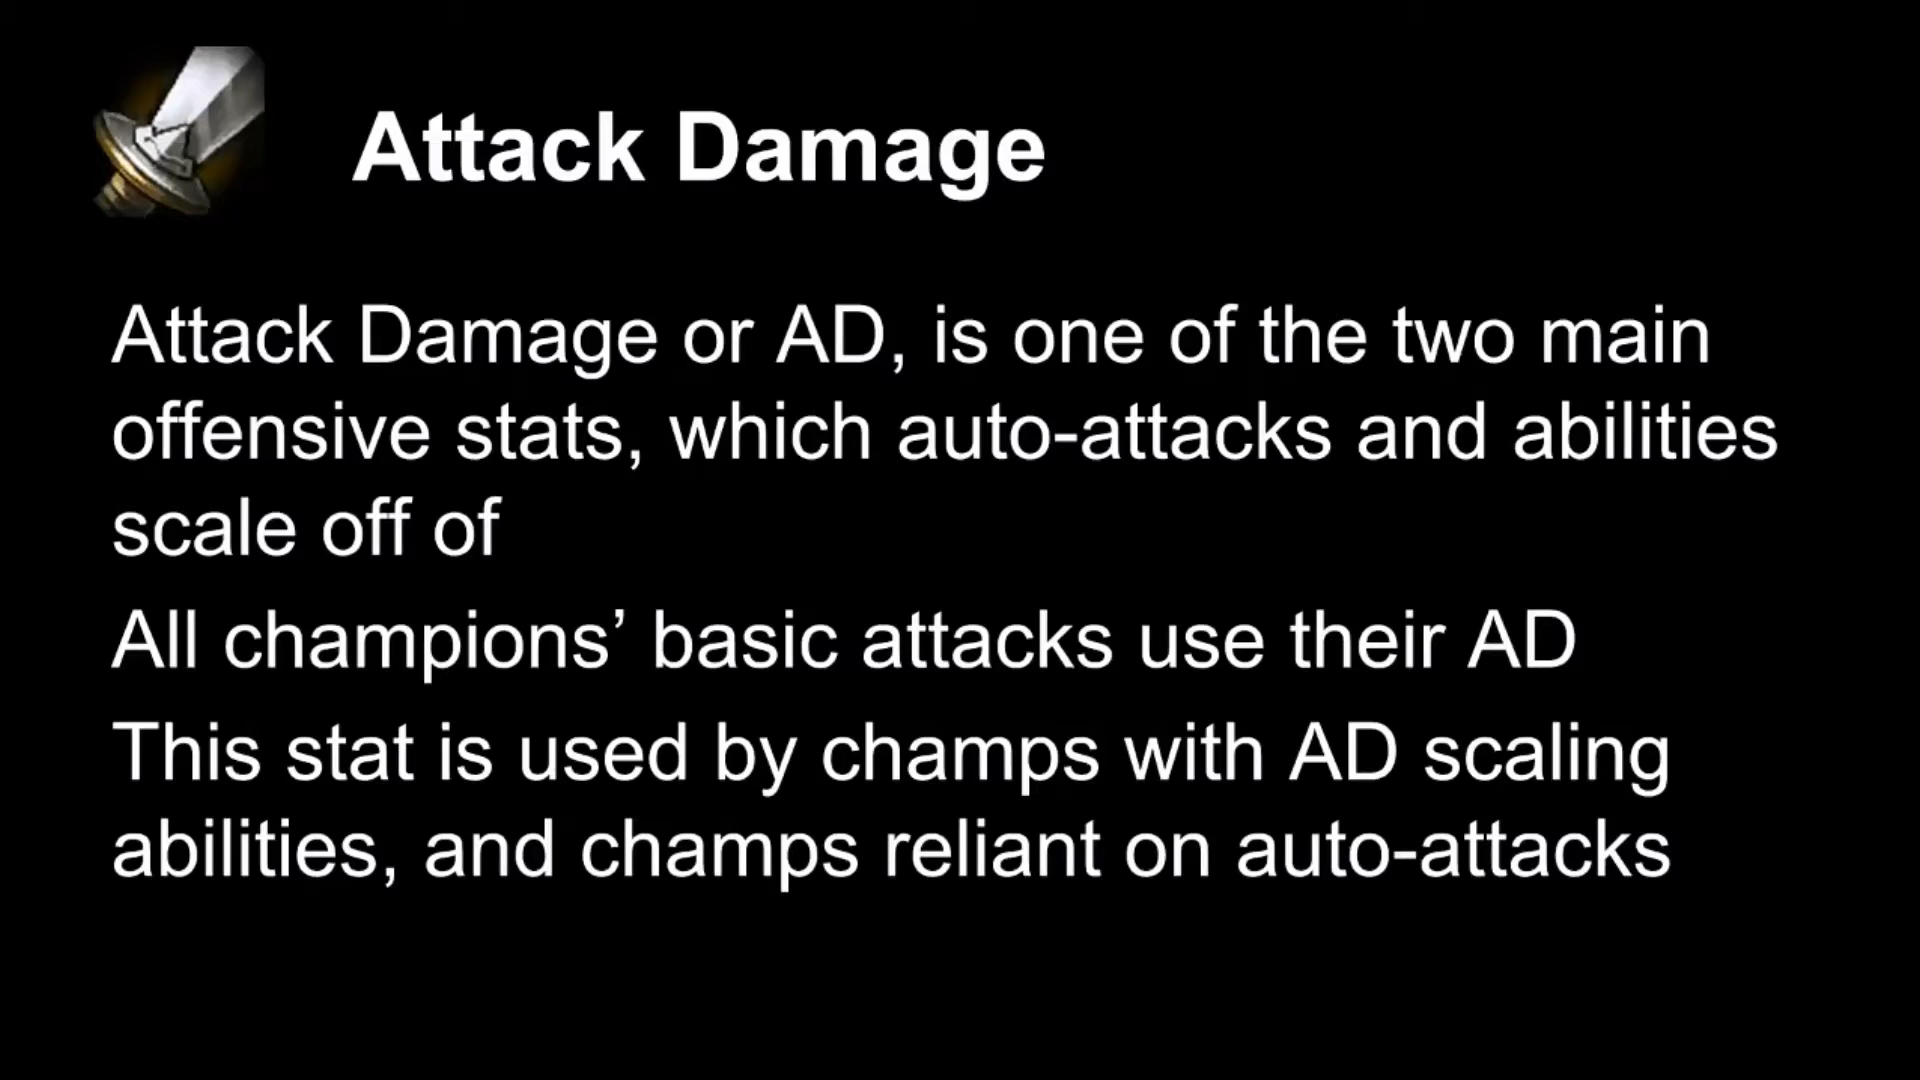 Attack Damage
Attack Damage or AD, is one of the two main
offensive stats, which auto-attacks and abilities
scale off of
All champions’ basic attacks use their AD
This stat is used by champs with AD scaling
abilities, and champs reliant on auto-attacks